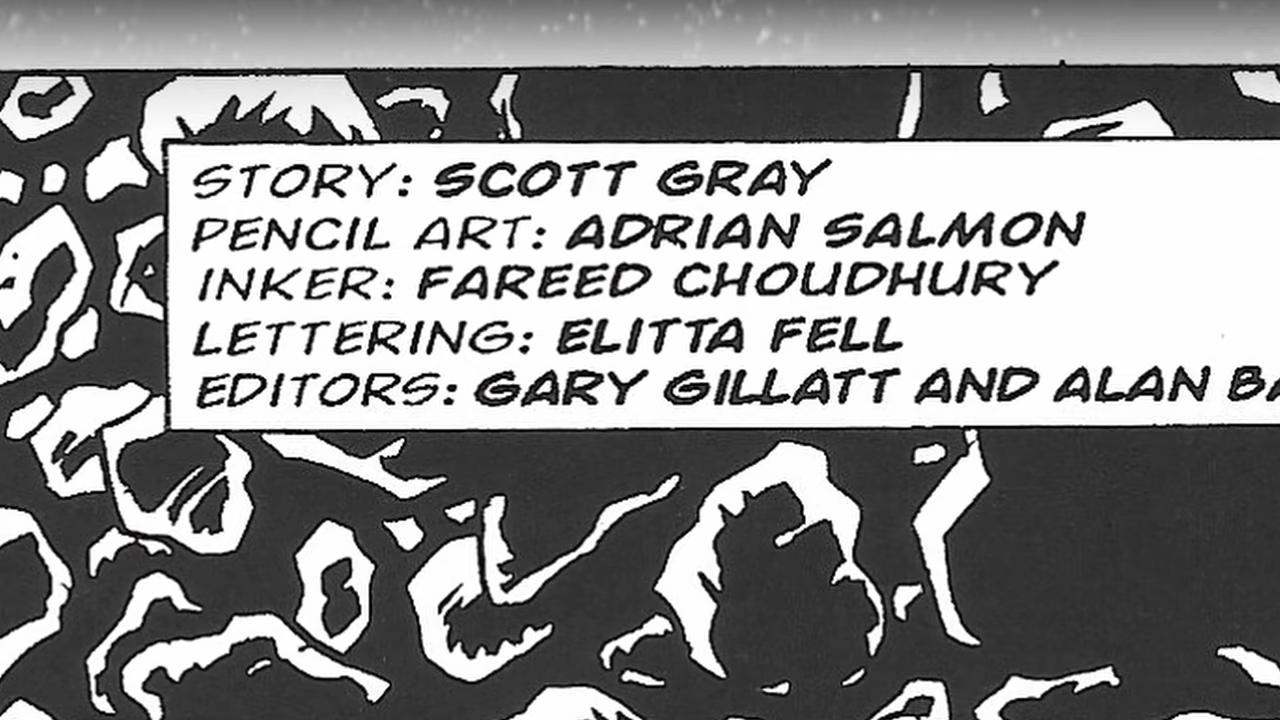 STORY: SCOTT GRAY
PENCIL ART: ADRIAN SALMON
INKER: FAREED CHOUDHURY
LETTERING: ELITTA FELL
EDITORS: GARY GILLATT AND ALAN